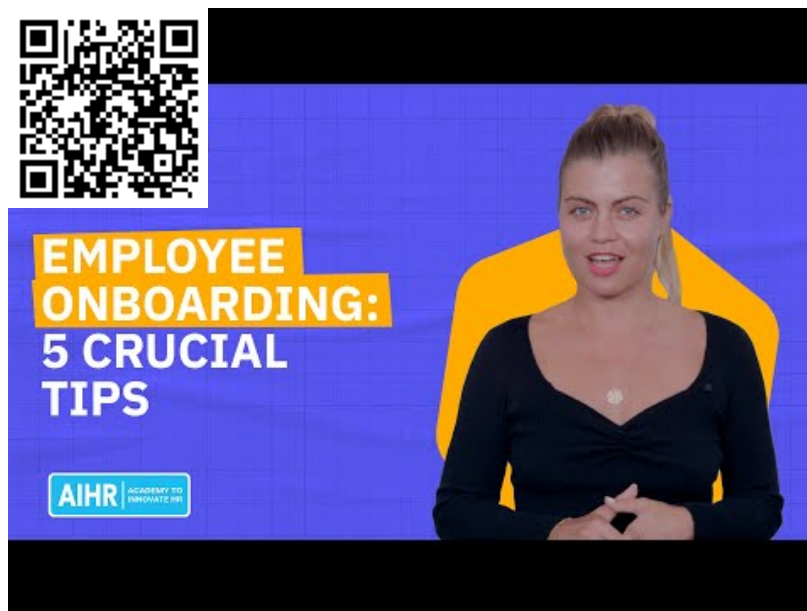 EMPLOYEE
ONBOARDING:
5 CRUCIAL
TIPS
AIHR
ACADEMY TO
INNOVATE HR